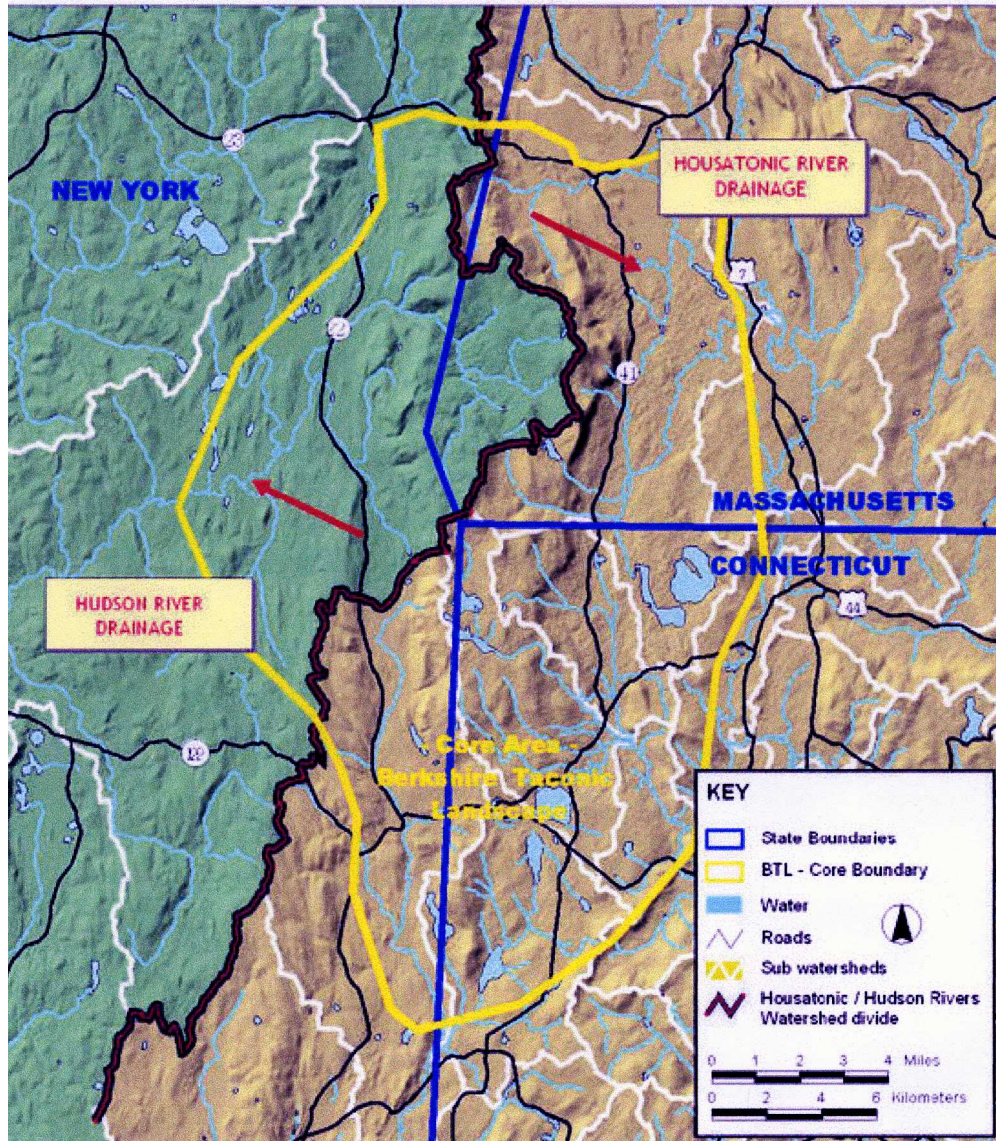 23
NEW YORK
HOUSATONIC RIVER
DRAINAGE
7
22
41
MASSACHUSETTS
CONNECTICUT
HUDSON RIVER
DRAINAGE
44
- Core Area -
Berkshire Taconic
Landscape
KEY
State Boundaries
BTL - Core Boundary
Water
Roads
Sub watersheds
Housatonic / Hudson Rivers
Watershed divide
0 1 2 3 4 Miles
0 2 4 6 Kilometers